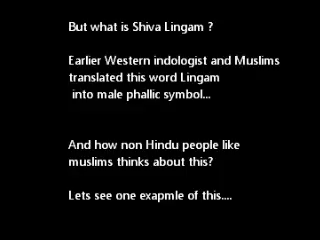 But what is Shiva Lingam ?
Earlier Western indologist and Muslims
translated this word Lingam
into male phallic symbol...
And how non Hindu people like
muslims thinks about this?
Lets see one exapmle of this....